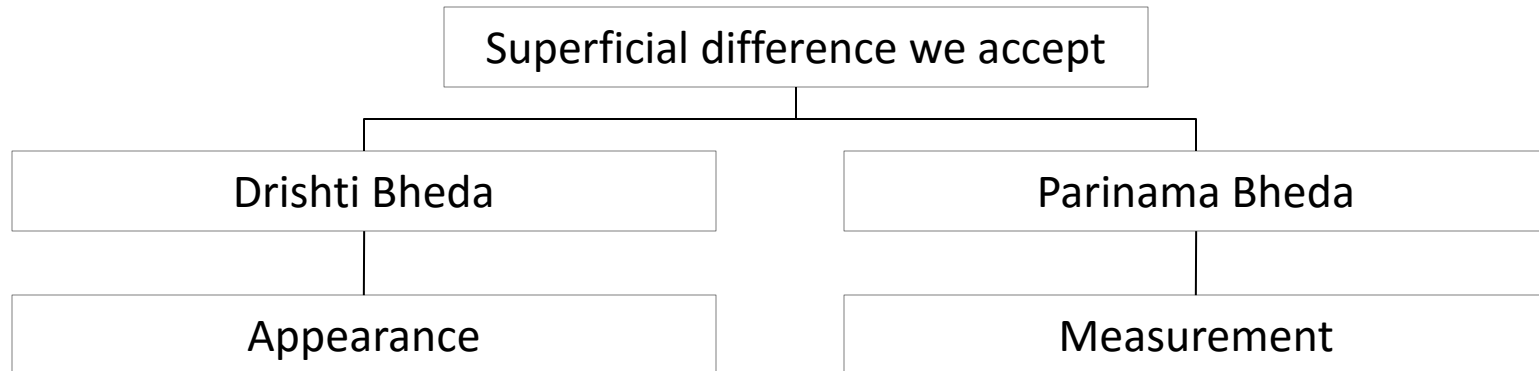 Superficial difference we accept
Drishti Bheda
Parinama Bheda
Appearance
Measurement